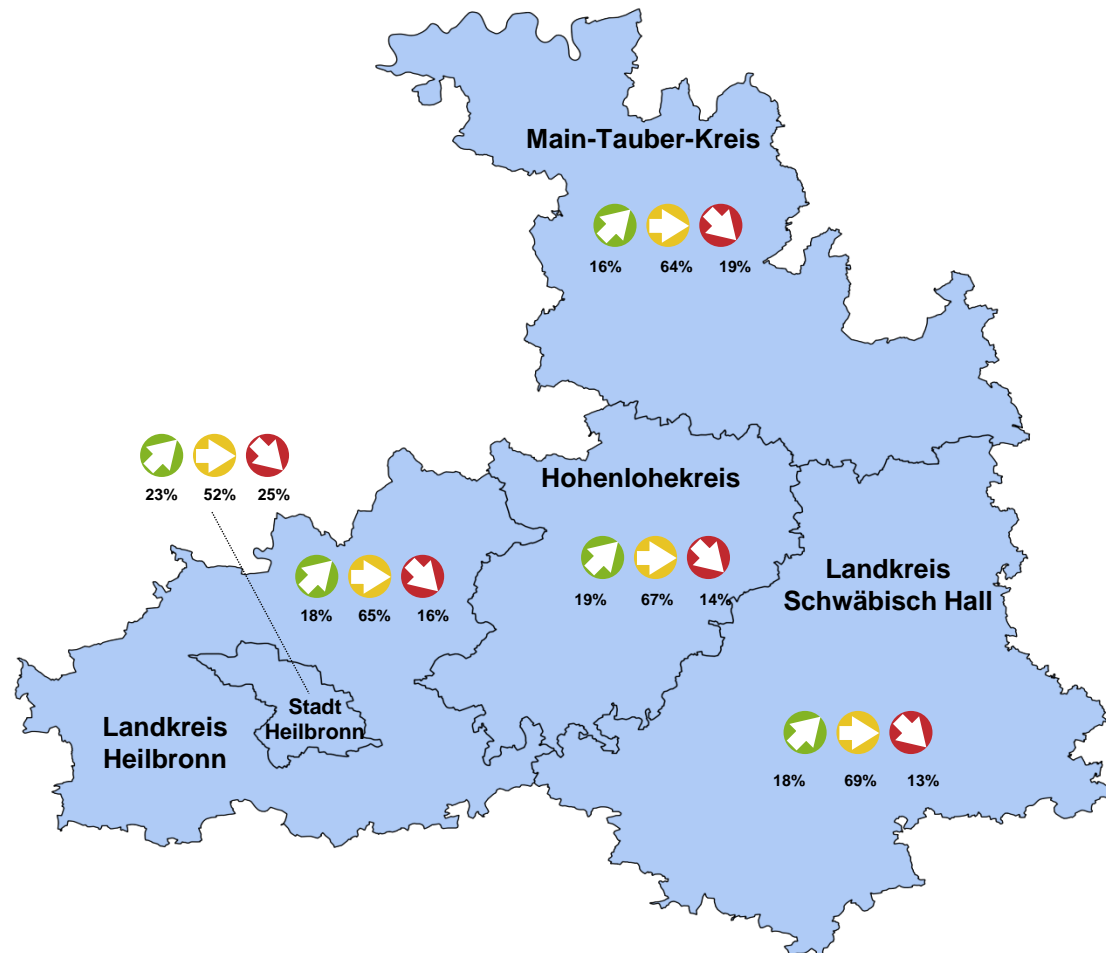 Main-Tauber-Kreis
16% 64% 19%
23% 52% 25%
Hohenlohekreis
19% 67% 14%
18% 65% 16%
Landkreis
Schwäbisch Hall
18% 69% 13%
Landkreis
Heilbronn
Stadt
Heilbronn